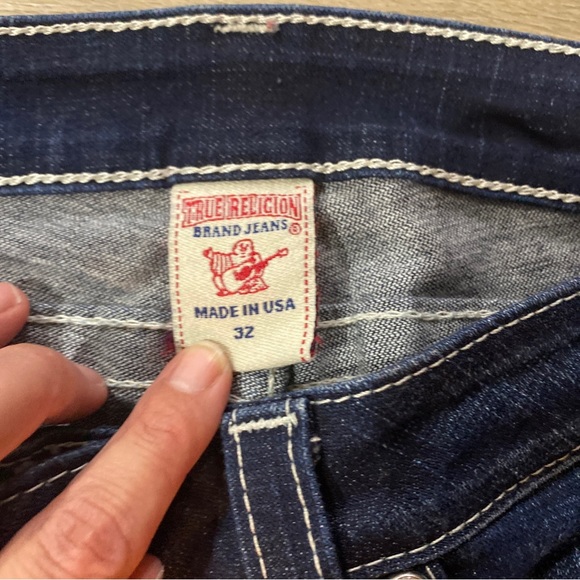 TRUE RELIGION
BRAND JEANS®
MADE IN USA
32